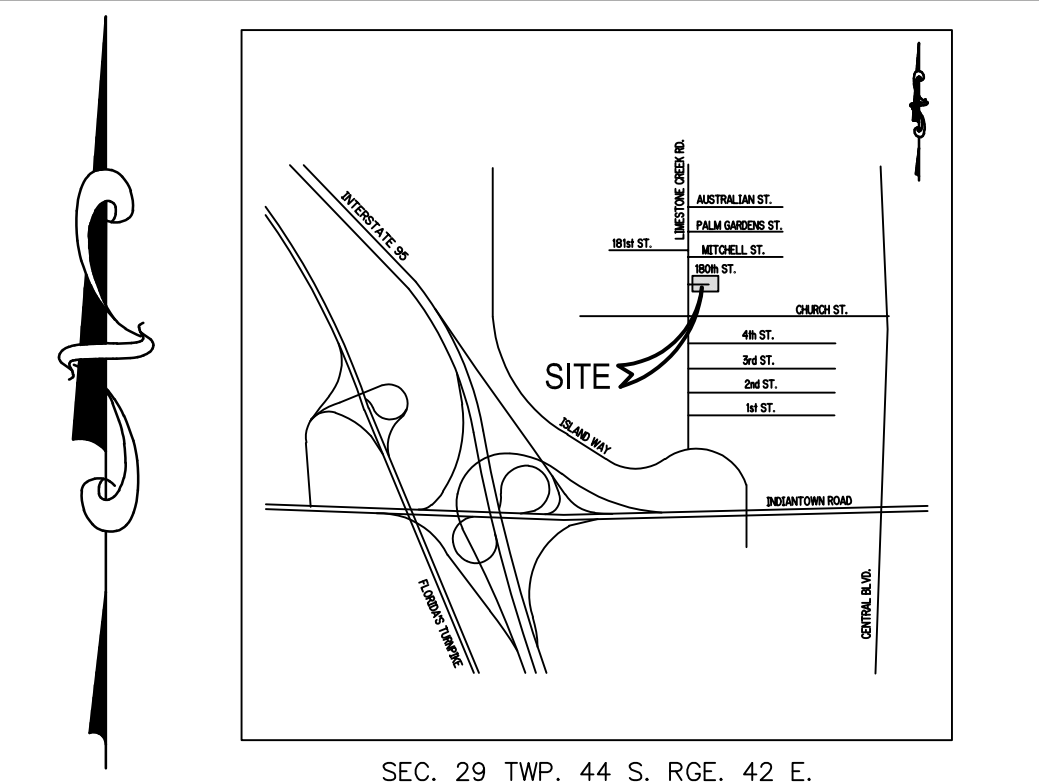 LIMESTONE CREEK RD.
INTERSTATE 95
AUSTRALIAN ST.
PALM GARDENS ST.
181st ST.
MITCHELL ST.
180th ST.
CHURCH ST.
4th ST.
3rd ST.
SITE
2nd ST.
1st ST.
ISLAND WAY
INDIANTOWN ROAD
FLORIDA'S TURNPIKE
CENTRAL BLVD.
SEC. 29 TWP. 44 S. RGE. 42 E.